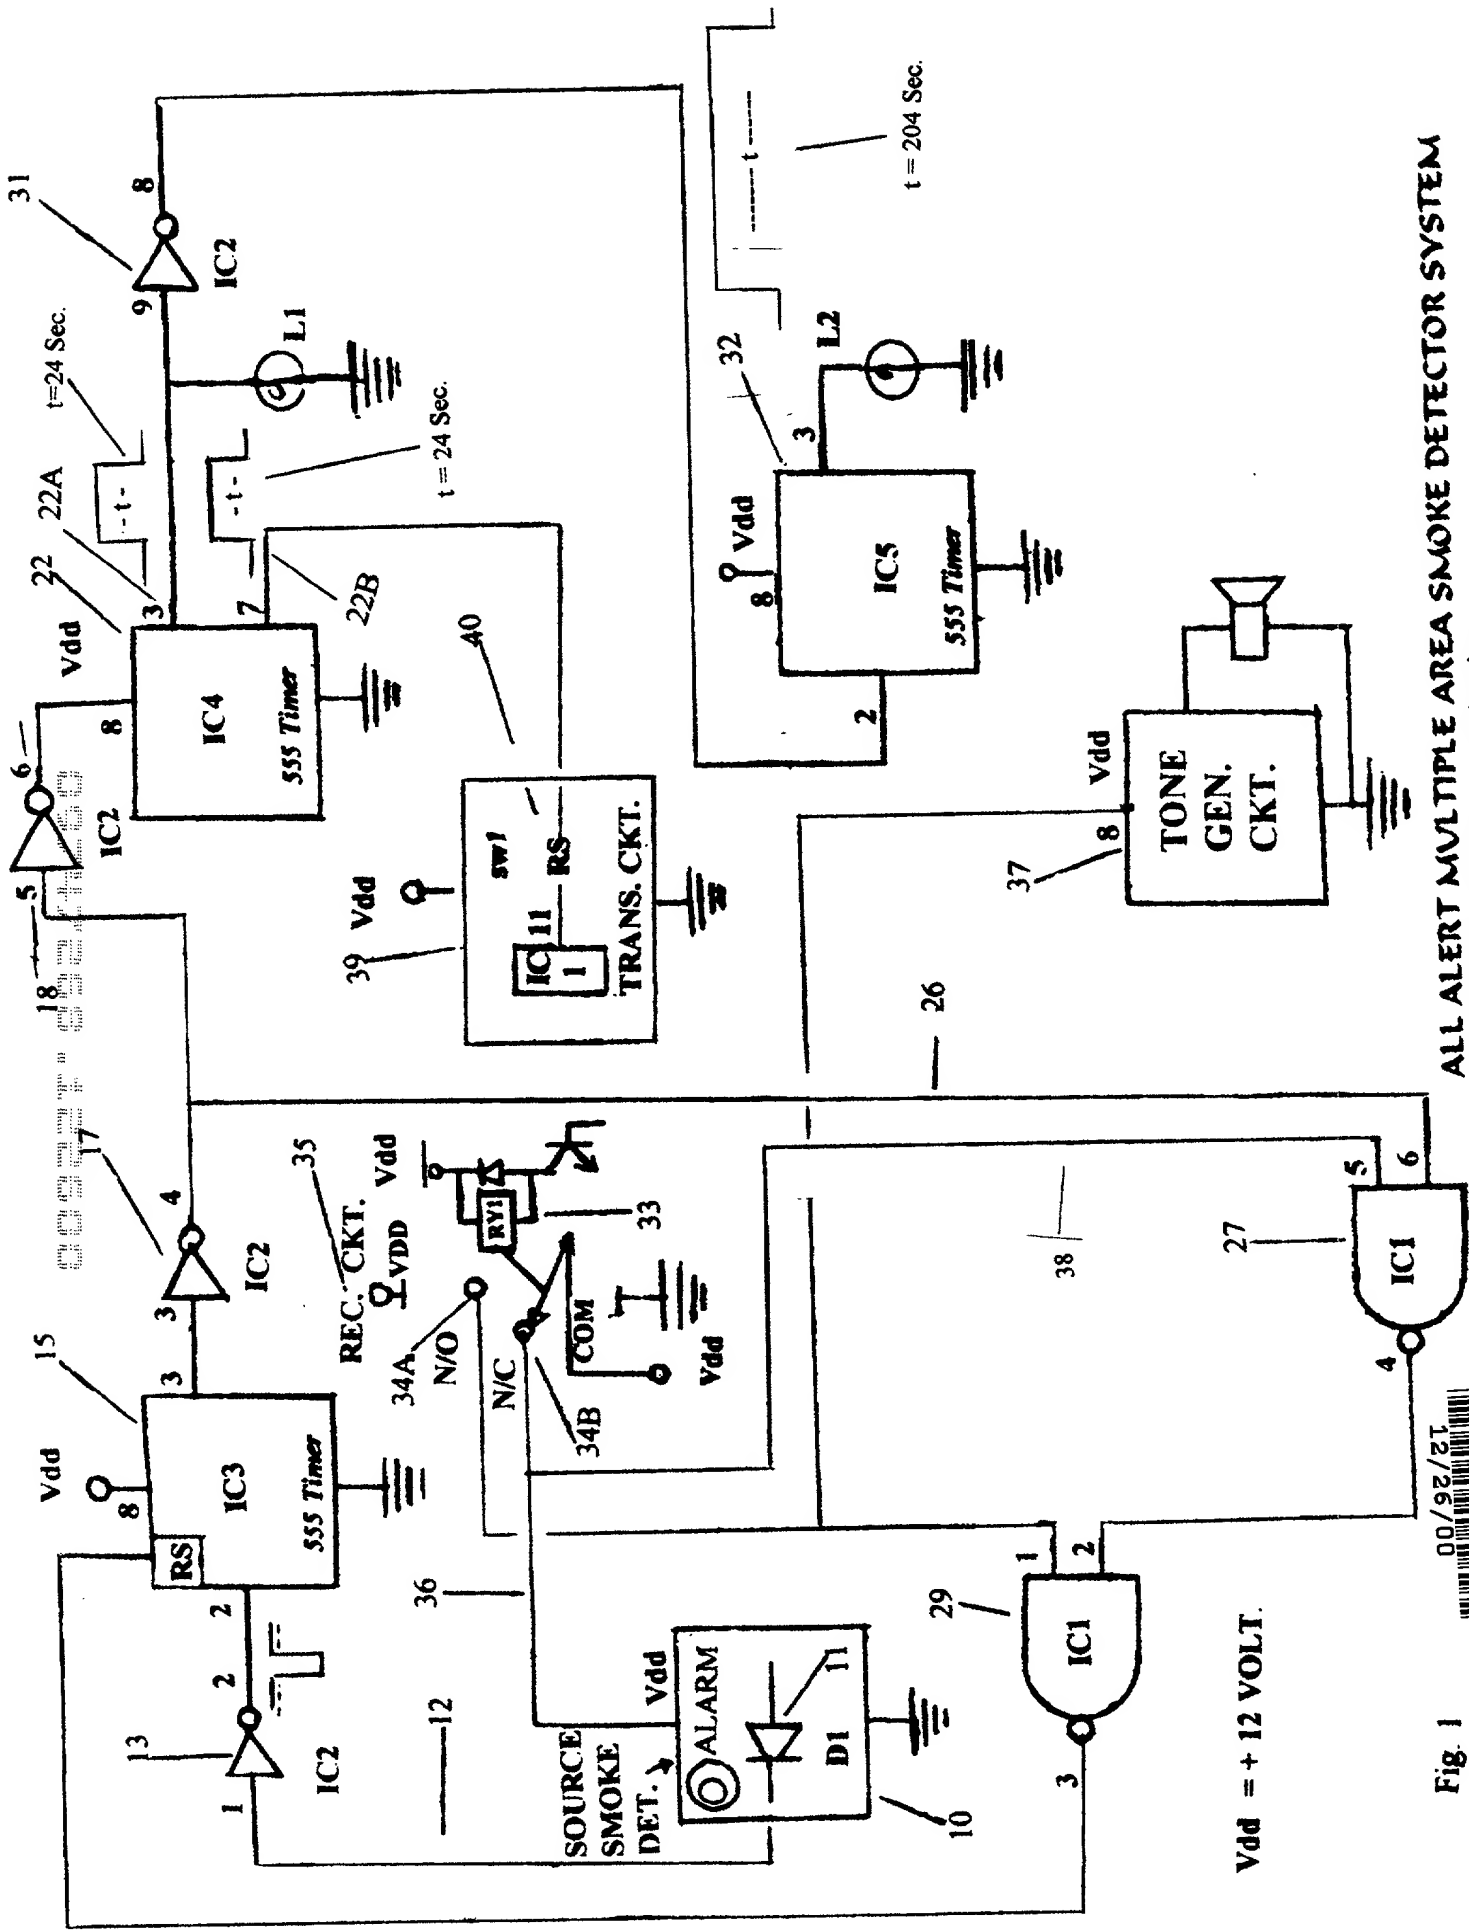 ALL ALERT MVLTIPLE AREA SMOKE DETECTOR SVSTEM
Fig. 1
12/26/00
Vdd = + 12 VOLT.
15
Vdd
8
RS
IC3
555 Timer
2
3
13
1
2
IC2
12
17
3
4
IC2
18
5
6
IC2
22
Vdd
8
IC4
555 Timer
3
7
22A
22B
t=24 Sec.
- t -
- t -
t = 24 Sec.
L1
31
9
8
IC2
35
REC. CKT.
VDD
Vdd
RY1
33
34A
N/O
N/C
34B
COM
Vdd
36
39
Vdd
sw1
IC
1
11
RS
TRANS. CKT.
40
32
Vdd
8
IC5
555 Timer
2
3
L2
------- t -----
t = 204 Sec.
SOURCE
SMOKE
DET.
Vdd
ALARM
D1
11
10
26
37
8
Vdd
TONE
GEN.
CKT.
38
29
1
2
IC1
3
27
5
6
IC1
4